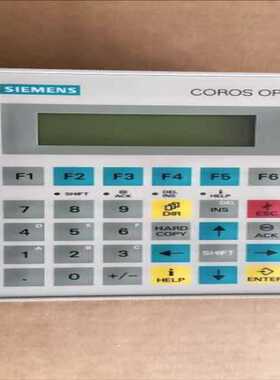 SIEMENS COROS OP
F1 F2 F3 F4 F5 F6
SHIFT ACK DEL INS HELP
7 8 9 DIR INS DEL ESC
4 5 6 HARD COPY ACK
1 2 3 SHIFT
- 0 +/- HELP ENTER